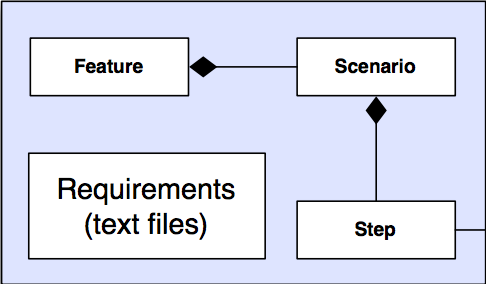 Feature
Scenario
Requirements
(text files)
Step